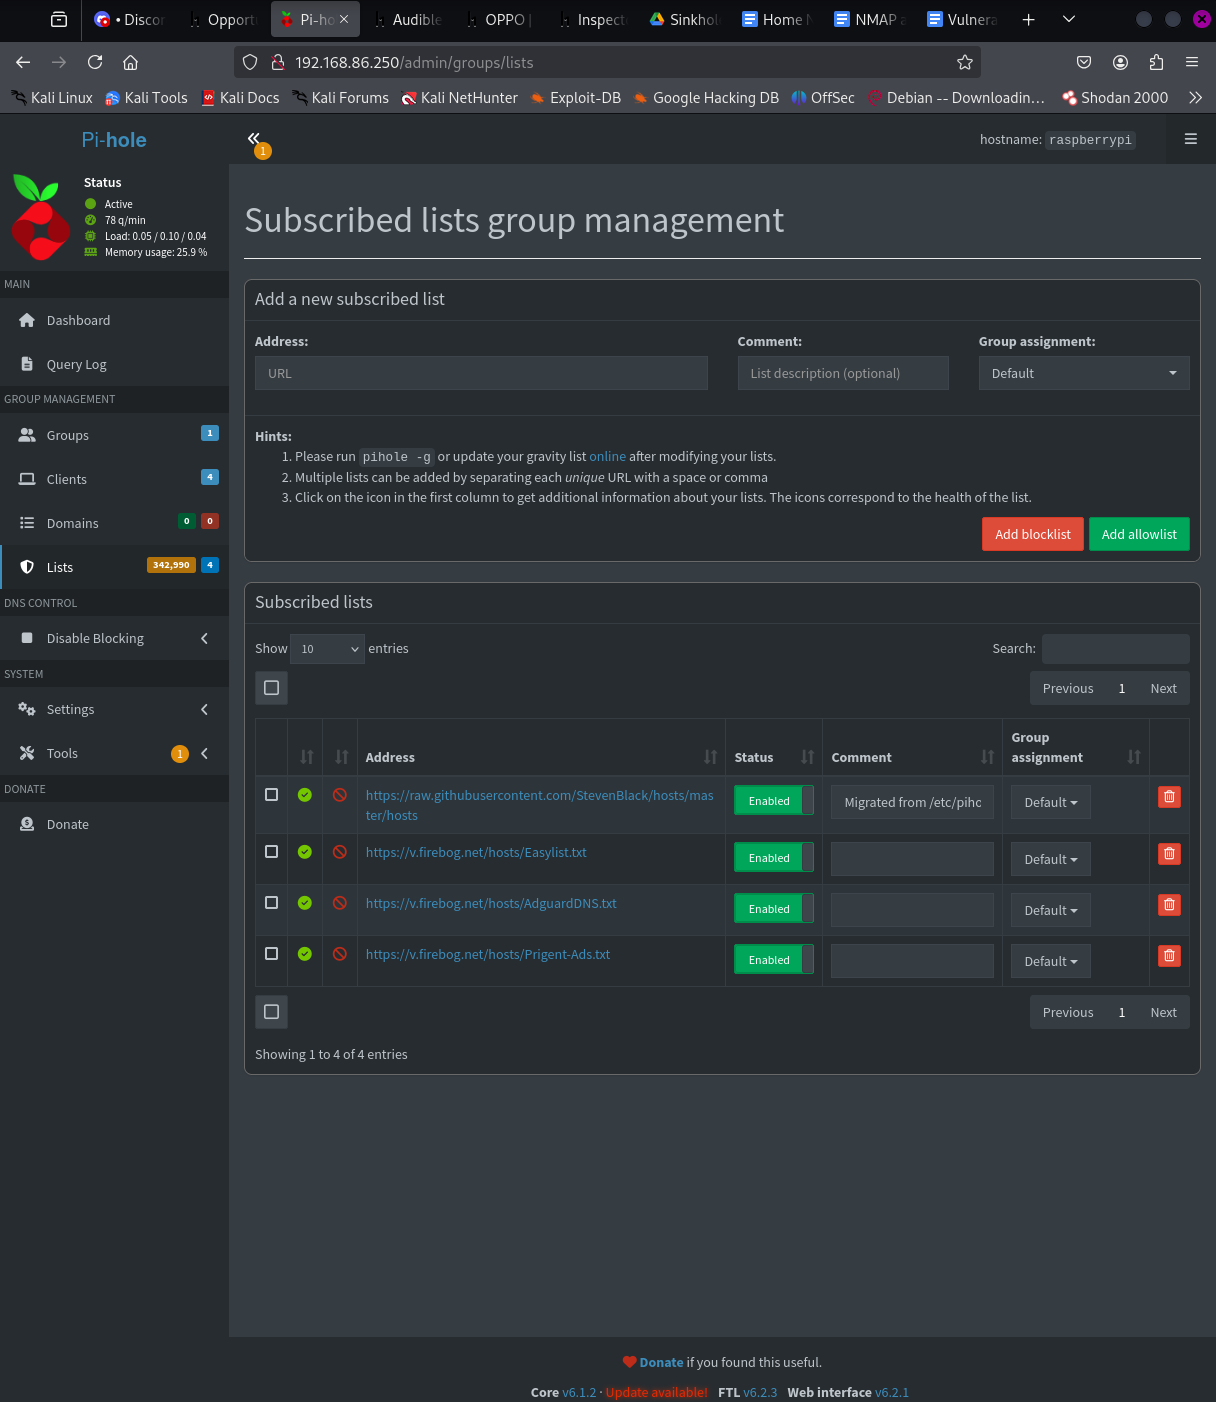 • Discor
Opport
Pi-ho
Audible
OPPO |
Inspect
Sinkhol
Home N
NMAP a
Vulnera
192.168.86.250/admin/groups/lists
Kali Linux Kali Tools Kali Docs Kali Forums Kali NetHunter Exploit-DB Google Hacking DB OffSec Debian -- Downloadin... Shodan 2000
Pi-hole
1
hostname: raspberrypi
Status
Active
78 q/min
Load: 0.05 / 0.10 / 0.04
Memory usage: 25.9 %
MAIN
Dashboard
Query Log
GROUP MANAGEMENT
Groups 1
Clients 4
Domains 0 0
Lists 342,990 4
DNS CONTROL
Disable Blocking
SYSTEM
Settings
Tools 1
DONATE
Donate
Subscribed lists group management
Add a new subscribed list
Address: Comment: Group assignment:
URL List description (optional) Default
Hints:
1. Please run pihole -g or update your gravity list online after modifying your lists.
2. Multiple lists can be added by separating each unique URL with a space or comma
3. Click on the icon in the first column to get additional information about your lists. The icons correspond to the health of the list.
Add blocklist Add allowlist
Subscribed lists
Show 10 entries Search:
Previous 1 Next
Address Status Comment Group
assignment
https://raw.githubusercontent.com/StevenBlack/hosts/mas
ter/hosts
Enabled Migrated from /etc/piho Default
https://v.firebog.net/hosts/Easylist.txt Enabled Default
https://v.firebog.net/hosts/AdguardDNS.txt Enabled Default
https://v.firebog.net/hosts/Prigent-Ads.txt Enabled Default
Previous 1 Next
Showing 1 to 4 of 4 entries
Donate if you found this useful.
Core v6.1.2 · Update available! FTL v6.2.3 Web interface v6.2.1